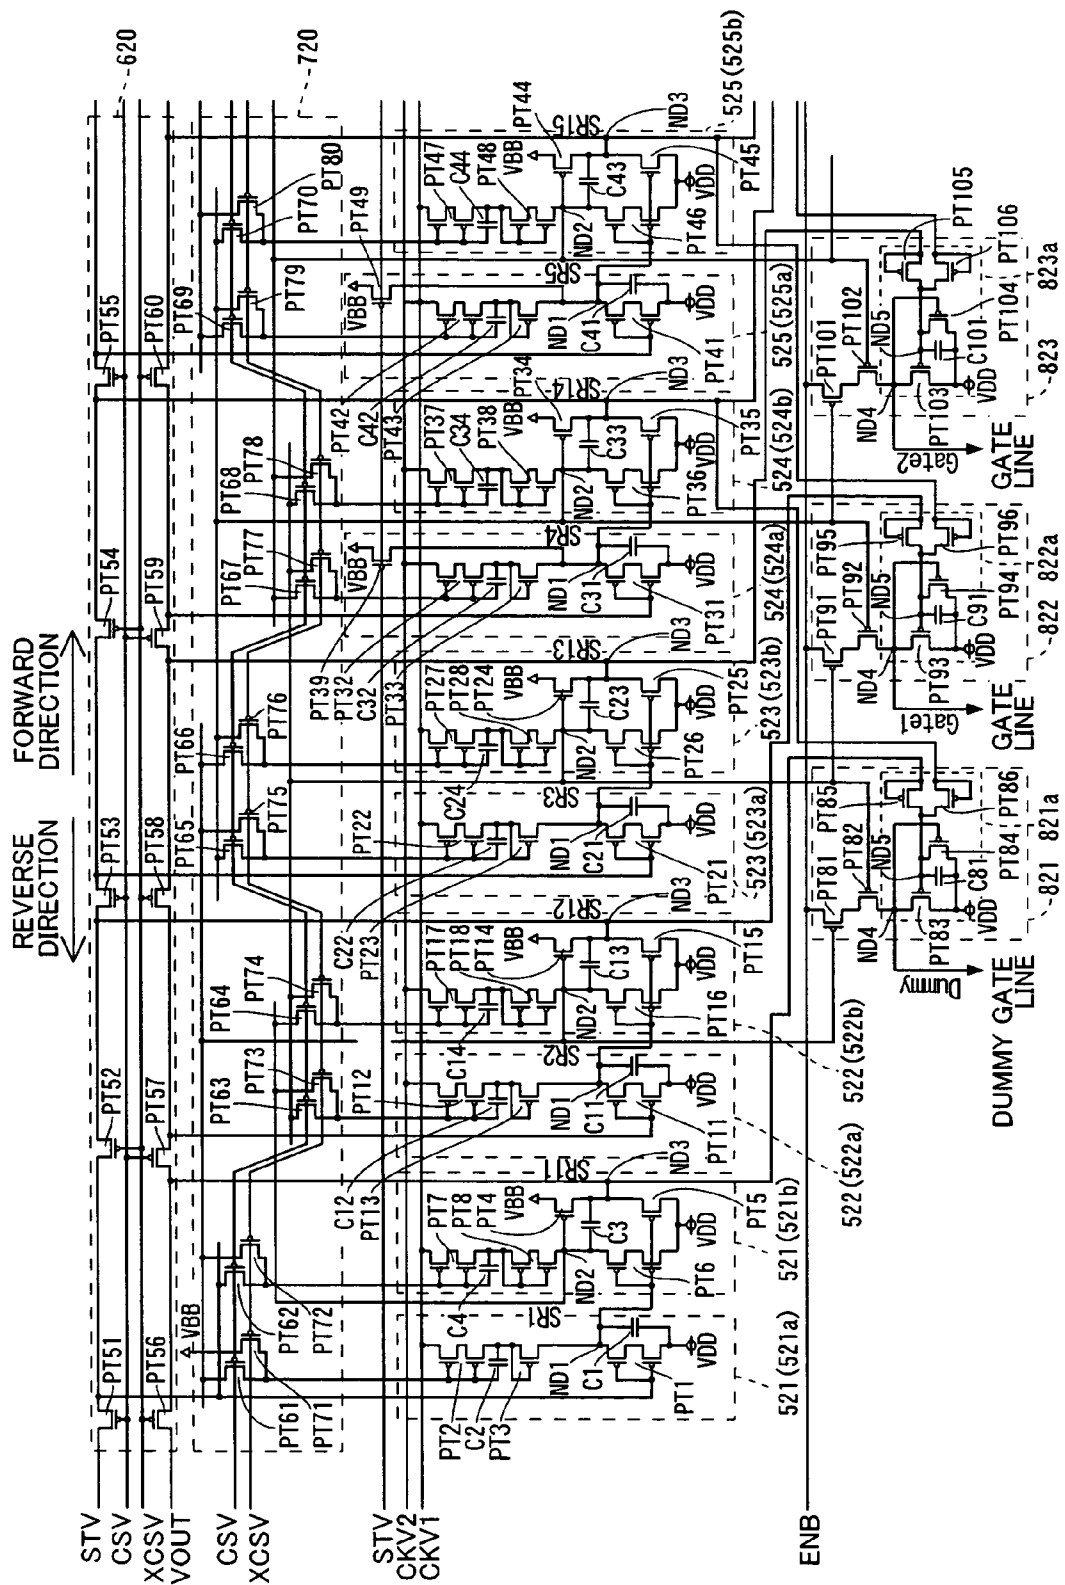 REVERSE DIRECTION
FORWARD DIRECTION
620
720
STV
CSV
XCSV
VOUT
CSV
XCSV
STV
CKV2
CKV1
ENB
PT51
PT52
PT53
PT54
PT55
PT56
PT57
PT58
PT59
PT60
VBB
PT61
PT71
PT62
PT72
PT63
PT73
PT64
PT74
PT65
PT75
PT66
PT76
PT67
PT77
PT68
PT78
PT69
PT79
PT70
PT80
PT2
C2
PT3
ND1
C1
PT1
VDD
SR1
521(521a)
C4
PT7
PT8
PT4
VBB
C3
ND2
PT6
VDD
PT5
ND3
SR11
521(521b)
PT12
C12
PT13
ND1
C11
PT11
VDD
SR2
522(522a)
C14
PT17
PT18
PT14
VBB
C13
ND2
PT16
VDD
PT15
ND3
SR12
522(522b)
PT22
C22
PT23
ND1
C21
PT21
SR3
523(523a)
C24
PT27
PT28
PT24
VBB
C23
ND2
PT26
VDD
PT25
ND3
SR13
523(523b)
PT39
VBB
PT32
C32
PT33
ND1
C31
PT31
VDD
SR4
524(524a)
PT37
C34
PT38
VBB
PT34
C33
ND2
PT36
VDD
PT35
ND3
SR14
524(524b)
PT49
VBB
PT42
C42
PT43
ND1
C41
PT41
VDD
SR5
525(525a)
PT47
C44
PT48
VBB
PT44
C43
ND2
PT46
VDD
PT45
ND3
SR15
525(525b)
PT81
PT82
PT85
ND4
ND5
PT83
C81
PT84
PT86
VDD
821a
821
Dummy
DUMMY GATE LINE
PT91
PT92
PT95
ND4
ND5
PT93
C91
PT94
PT96
VDD
822a
822
Gate1
GATE LINE
PT101
PT102
PT105
ND4
ND5
PT103
C101
PT104
PT106
VDD
823a
823
Gate2
GATE LINE